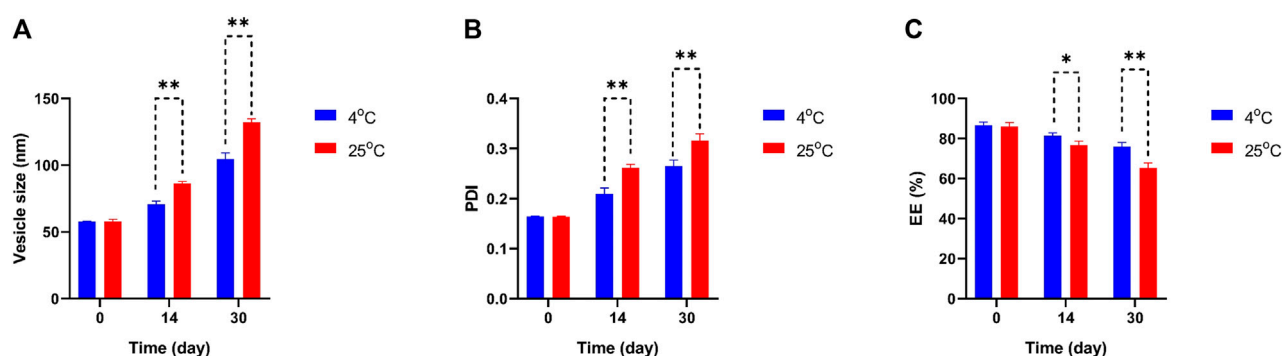 A
**
**
150
100
50
0
Vesicle size (nm)
0 14 30
Time (day)
4°C
25°C
B
**
**
0.4
0.3
0.2
0.1
0.0
PDI
0 14 30
Time (day)
4°C
25°C
C
*
**
100
80
60
40
20
0
EE (%)
0 14 30
Time (day)
4°C
25°C